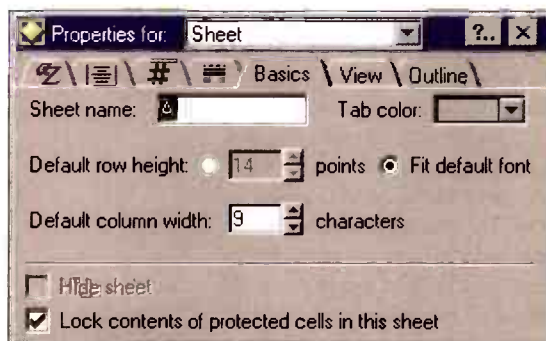 Properties for: Sheet ?..
# Basics View Outline
Sheet name: A Tab color:
Default row height: 14 points Fit default font
Default column width: 9 characters
Hide sheet
Lock contents of protected cells in this sheet